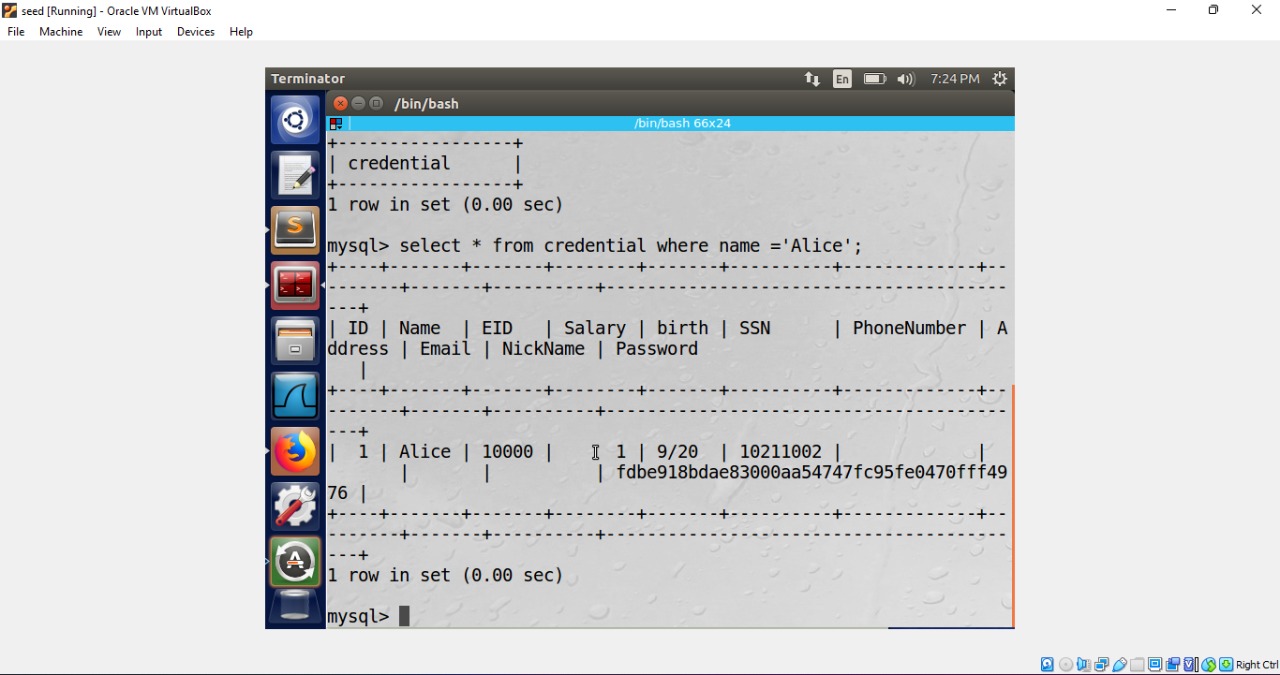 seed [Running] - Oracle VM VirtualBox
File Machine View Input Devices Help
Terminator En 7:24 PM
/bin/bash
/bin/bash 66x24
+-----------------+
| credential      |
+-----------------+
1 row in set (0.00 sec)
mysql> select * from credential where name ='Alice';
+----+-------+-------+--------+-------+----------+-------------+--
-------+-------+----------+---------------------------------------
---+
| ID | Name  | EID   | Salary | birth | SSN      | PhoneNumber | A
ddress | Email | NickName | Password
   |
+----+-------+-------+--------+-------+----------+-------------+--
-------+-------+----------+---------------------------------------
---+
|  1 | Alice | 10000 |      1 | 9/20  | 10211002 |             |
       |       |          | fdbe918bdae83000aa54747fc95fe0470fff49
76 |
+----+-------+-------+--------+-------+----------+-------------+--
-------+-------+----------+---------------------------------------
---+
1 row in set (0.00 sec)
mysql>
Right Ctrl